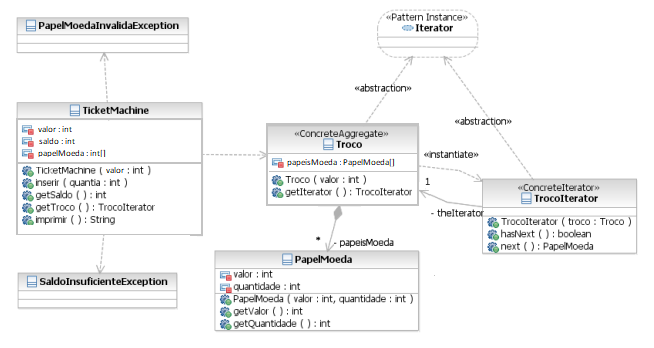 PapelMoedaInvalidaException
«Pattern Instance»
Iterator
«abstraction»
«abstraction»
TicketMachine
valor : int
saldo : int
papelMoeda : int[]
TicketMachine ( valor : int )
inserir ( quantia : int )
getSaldo ( ) : int
getTroco ( ) : TrocoIterator
imprimir ( ) : String
«ConcreteAggregate»
Troco
papeisMoeda : PapelMoeda[]
Troco ( valor : int )
getIterator ( ) : TrocoIterator
«instantiate»
1
- theIterator
«ConcreteIterator»
TrocoIterator
TrocoIterator ( troco : Troco )
hasNext ( ) : boolean
next ( ) : PapelMoeda
* - papeisMoeda
SaldoInsuficienteException
PapelMoeda
valor : int
quantidade : int
PapelMoeda ( valor : int, quantidade : int )
getValor ( ) : int
getQuantidade ( ) : int